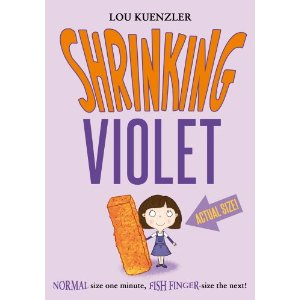 LOU KUENZLER
SHRINKING
VIOLET
ACTUAL SIZE!
NORMAL size one minute, FISH FINGER-size the next!